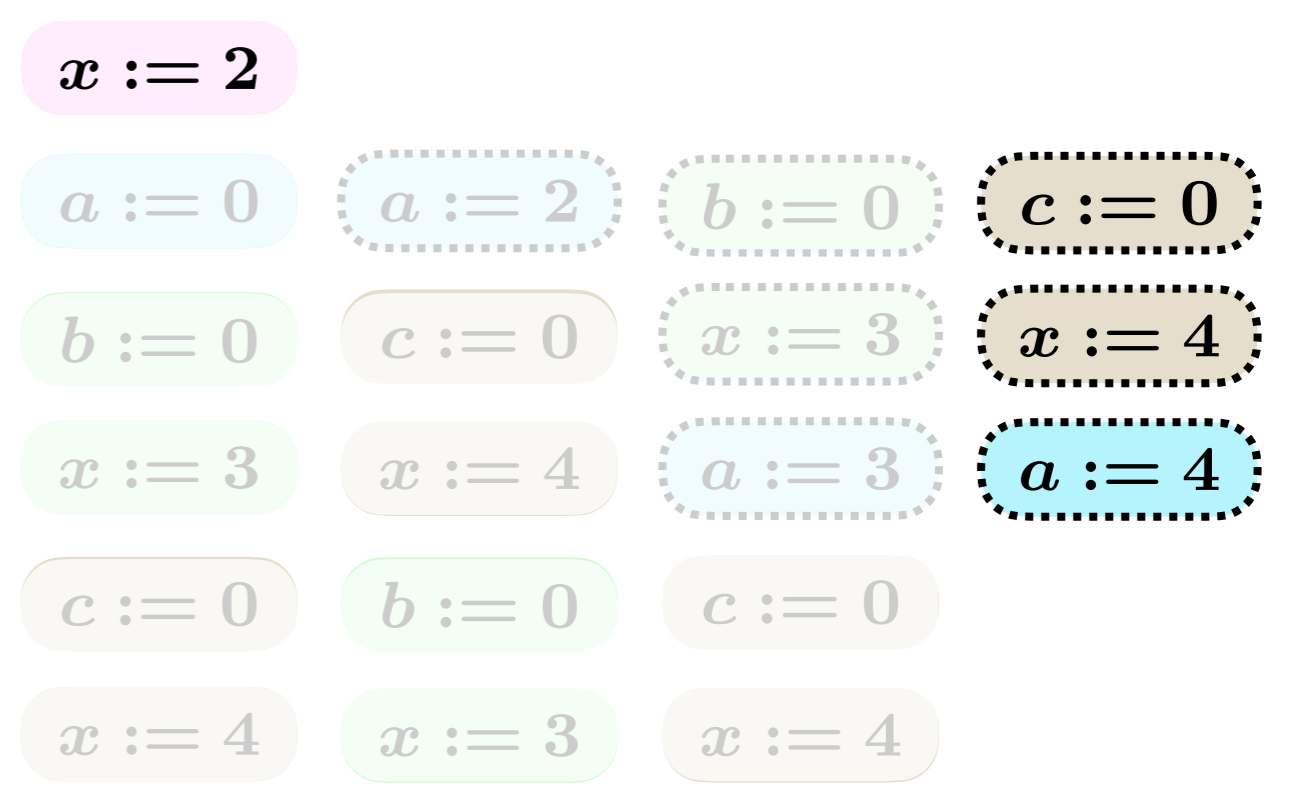 x := 2
a := 0 a := 2 b := 0 c := 0
b := 0 c := 0 x := 3 x := 4
x := 3 x := 4 a := 3 a := 4
c := 0 b := 0 c := 0
x := 4 x := 3 x := 4